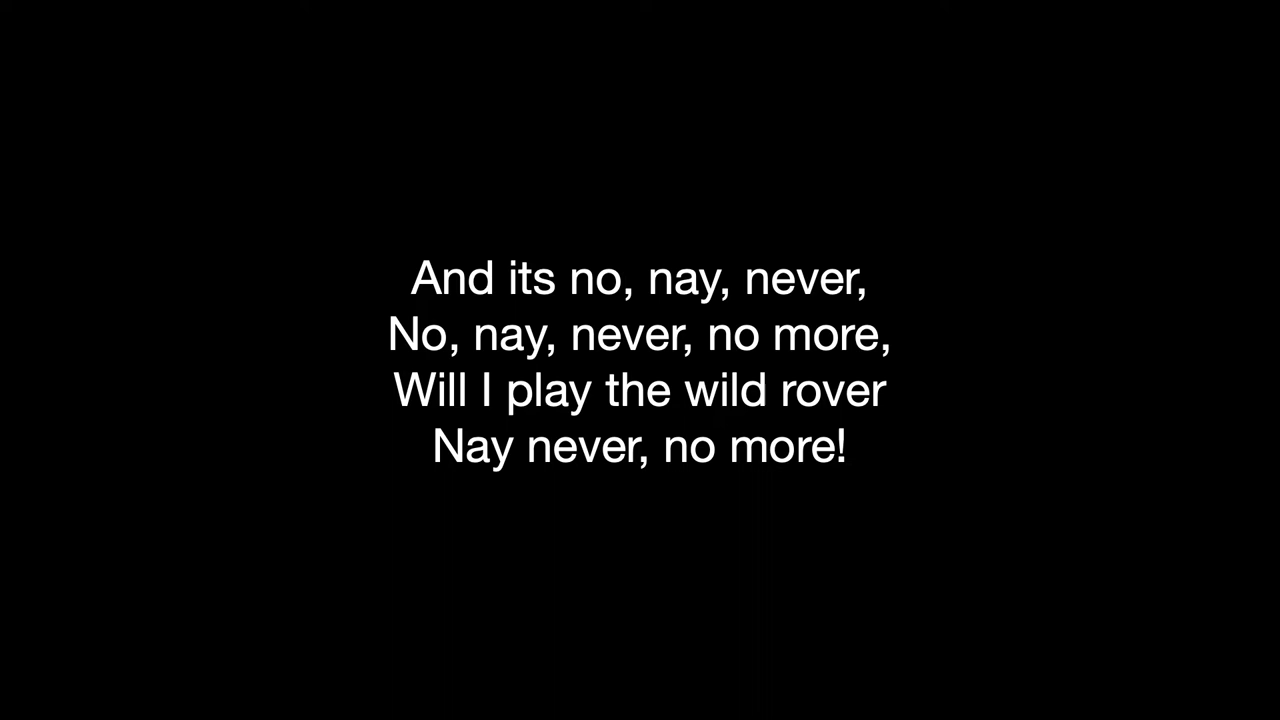 And its no, nay, never,
No, nay, never, no more,
Will I play the wild rover
Nay never, no more!